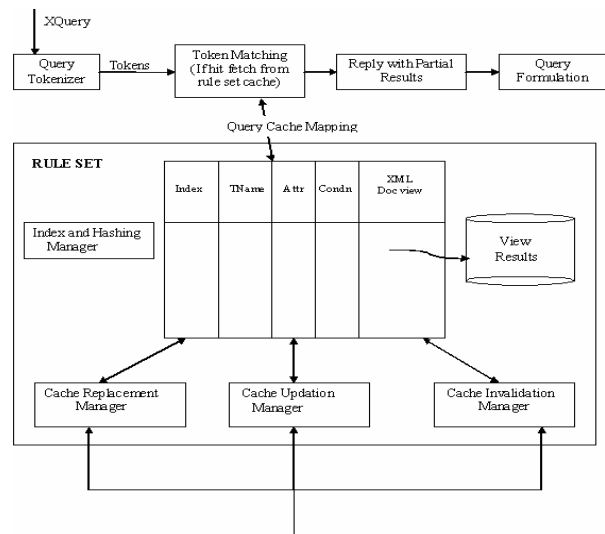 XQuery
Query
Tokenizer
Tokens
Token Matching
(If hit fetch from
rule set cache)
Reply with Partial
Results
Query
Formulation
Query Cache Mapping
RULE SET
Index
TName
Attr
Condn
XML
Doc view
Index and Hashing
Manager
View
Results
Cache Replacement
Manager
Cache Updation
Manager
Cache Invalidation
Manager